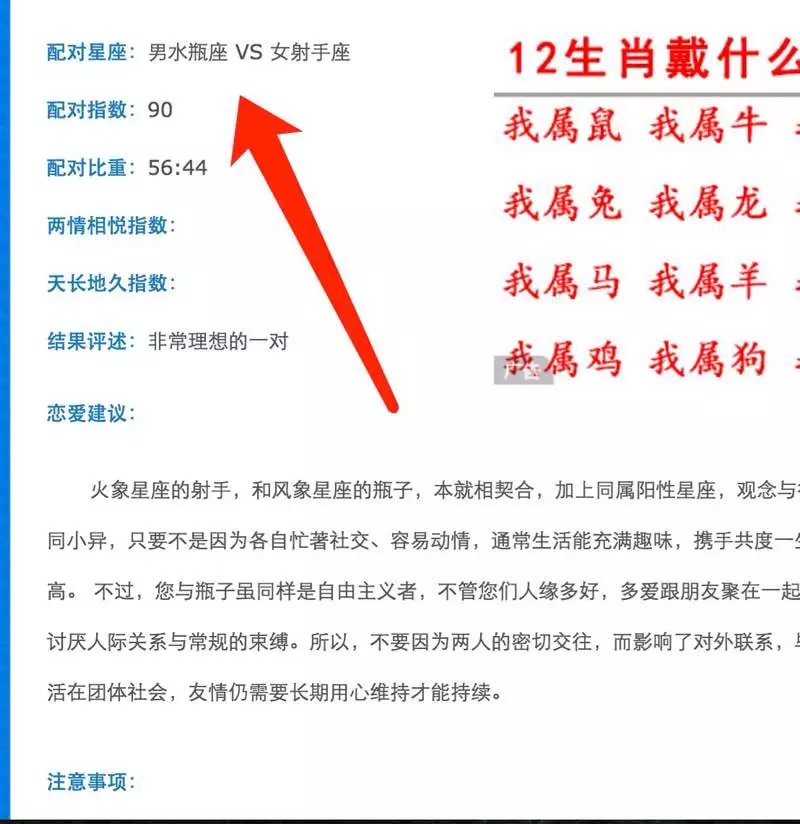 配对星座：男水瓶座 VS 女射手座
配对指数：90
配对比重：56:44
两情相悦指数：
天长地久指数：
结果评述：非常理想的一对
恋爱建议：
12生肖戴什么
我属鼠 我属牛
我属兔 我属龙
我属马 我属羊
我属鸡 我属狗
广告
火象星座的射手，和风象星座的瓶子，本就相契合，加上同属阳性星座，观念与
同小异，只要不是因为各自忙著社交、容易动情，通常生活能充满趣味，携手共度一
高。 不过，您与瓶子虽同样是自由主义者，不管您们人缘多好，多爱跟朋友聚在一起
讨厌人际关系与常规的束缚。所以，不要因为两人的密切交往，而影响了对外联系，
活在团体社会，友情仍需要长期用心维持才能持续。
注意事项：